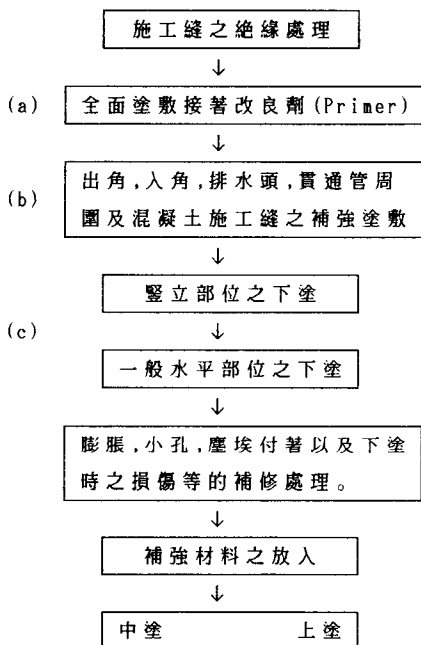 施工縫之絕緣處理
↓
(a) 全面塗敷接著改良劑(Primer)
↓
(b) 出角,入角,排水頭,貫通管周
圍及混凝土施工縫之補強塗敷
↓
豎立部位之下塗
(c) ↓
一般水平部位之下塗
↓
膨脹,小孔,塵埃付著以及下塗
時之損傷等的補修處理。
↓
補強材料之放入
↓
中塗 上塗